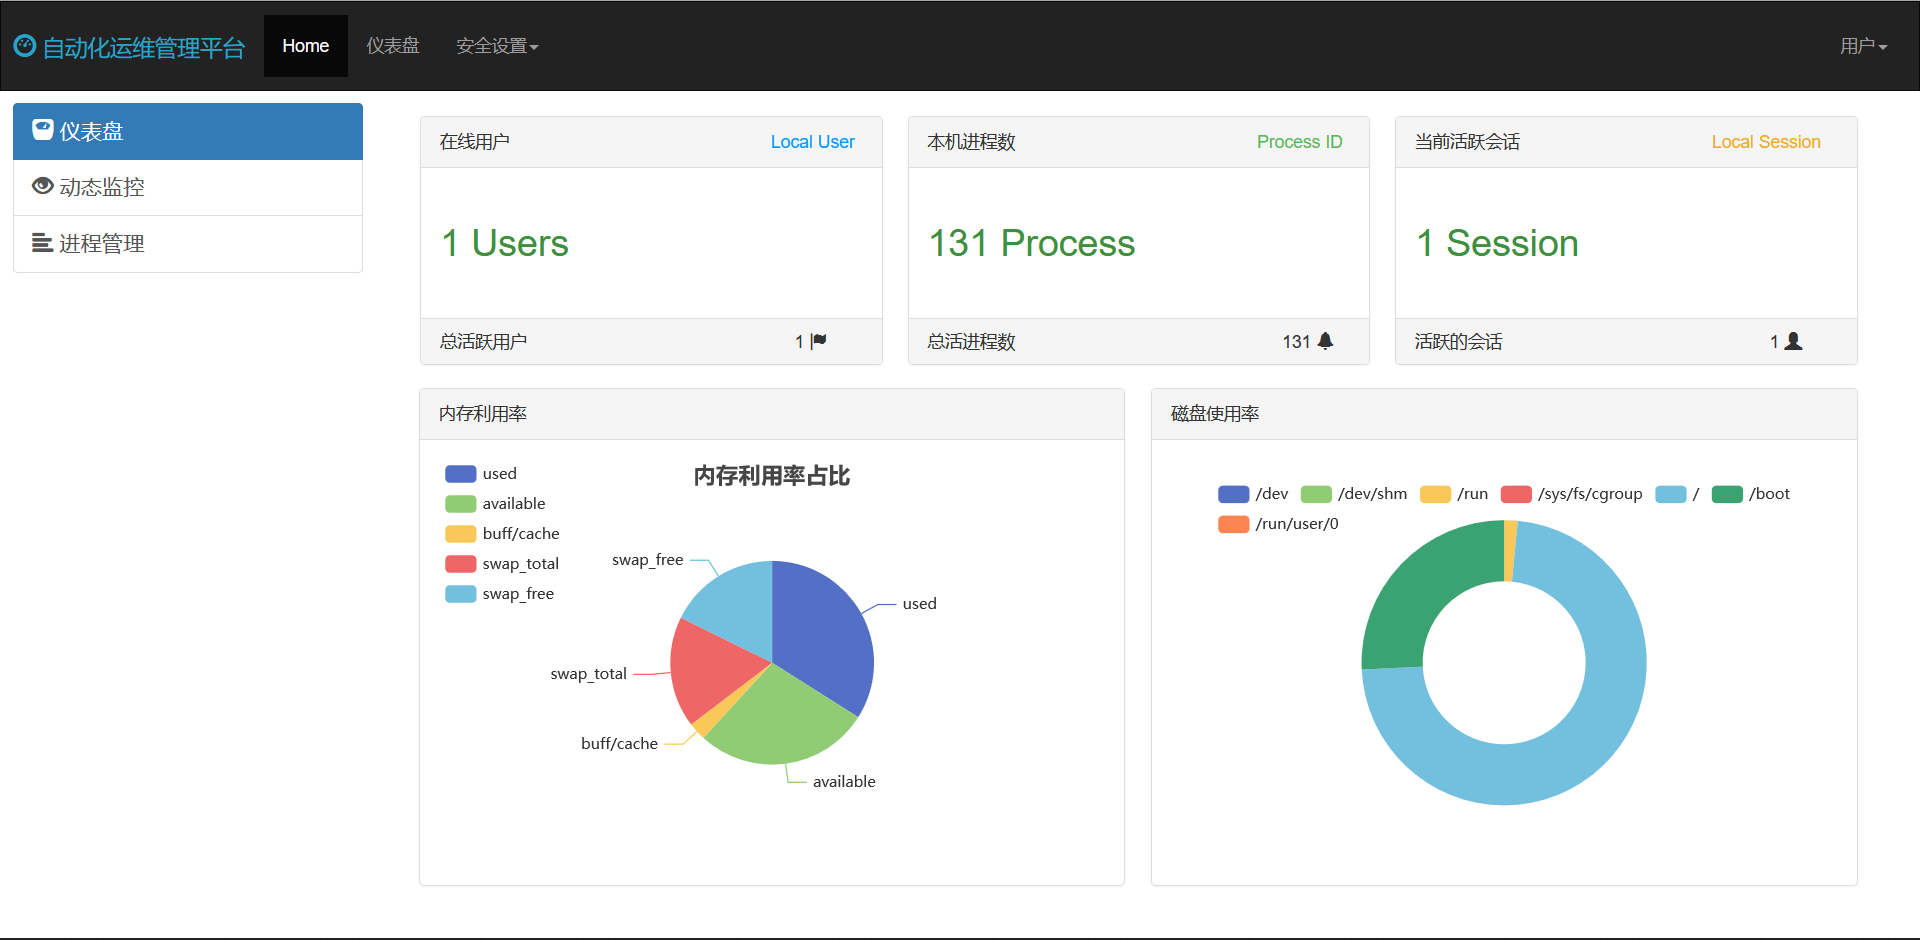 自动化运维管理平台 Home 仪表盘 安全设置 用户
仪表盘
动态监控
进程管理
在线用户 Local User
1 Users
总活跃用户 1
本机进程数 Process ID
131 Process
总活进程数 131
当前活跃会话 Local Session
1 Session
活跃的会话 1
内存利用率
内存利用率占比
used
available
buff/cache
swap_total
swap_free
swap_free
used
swap_total
buff/cache
available
磁盘使用率
/dev /dev/shm /run /sys/fs/cgroup / /boot
/run/user/0